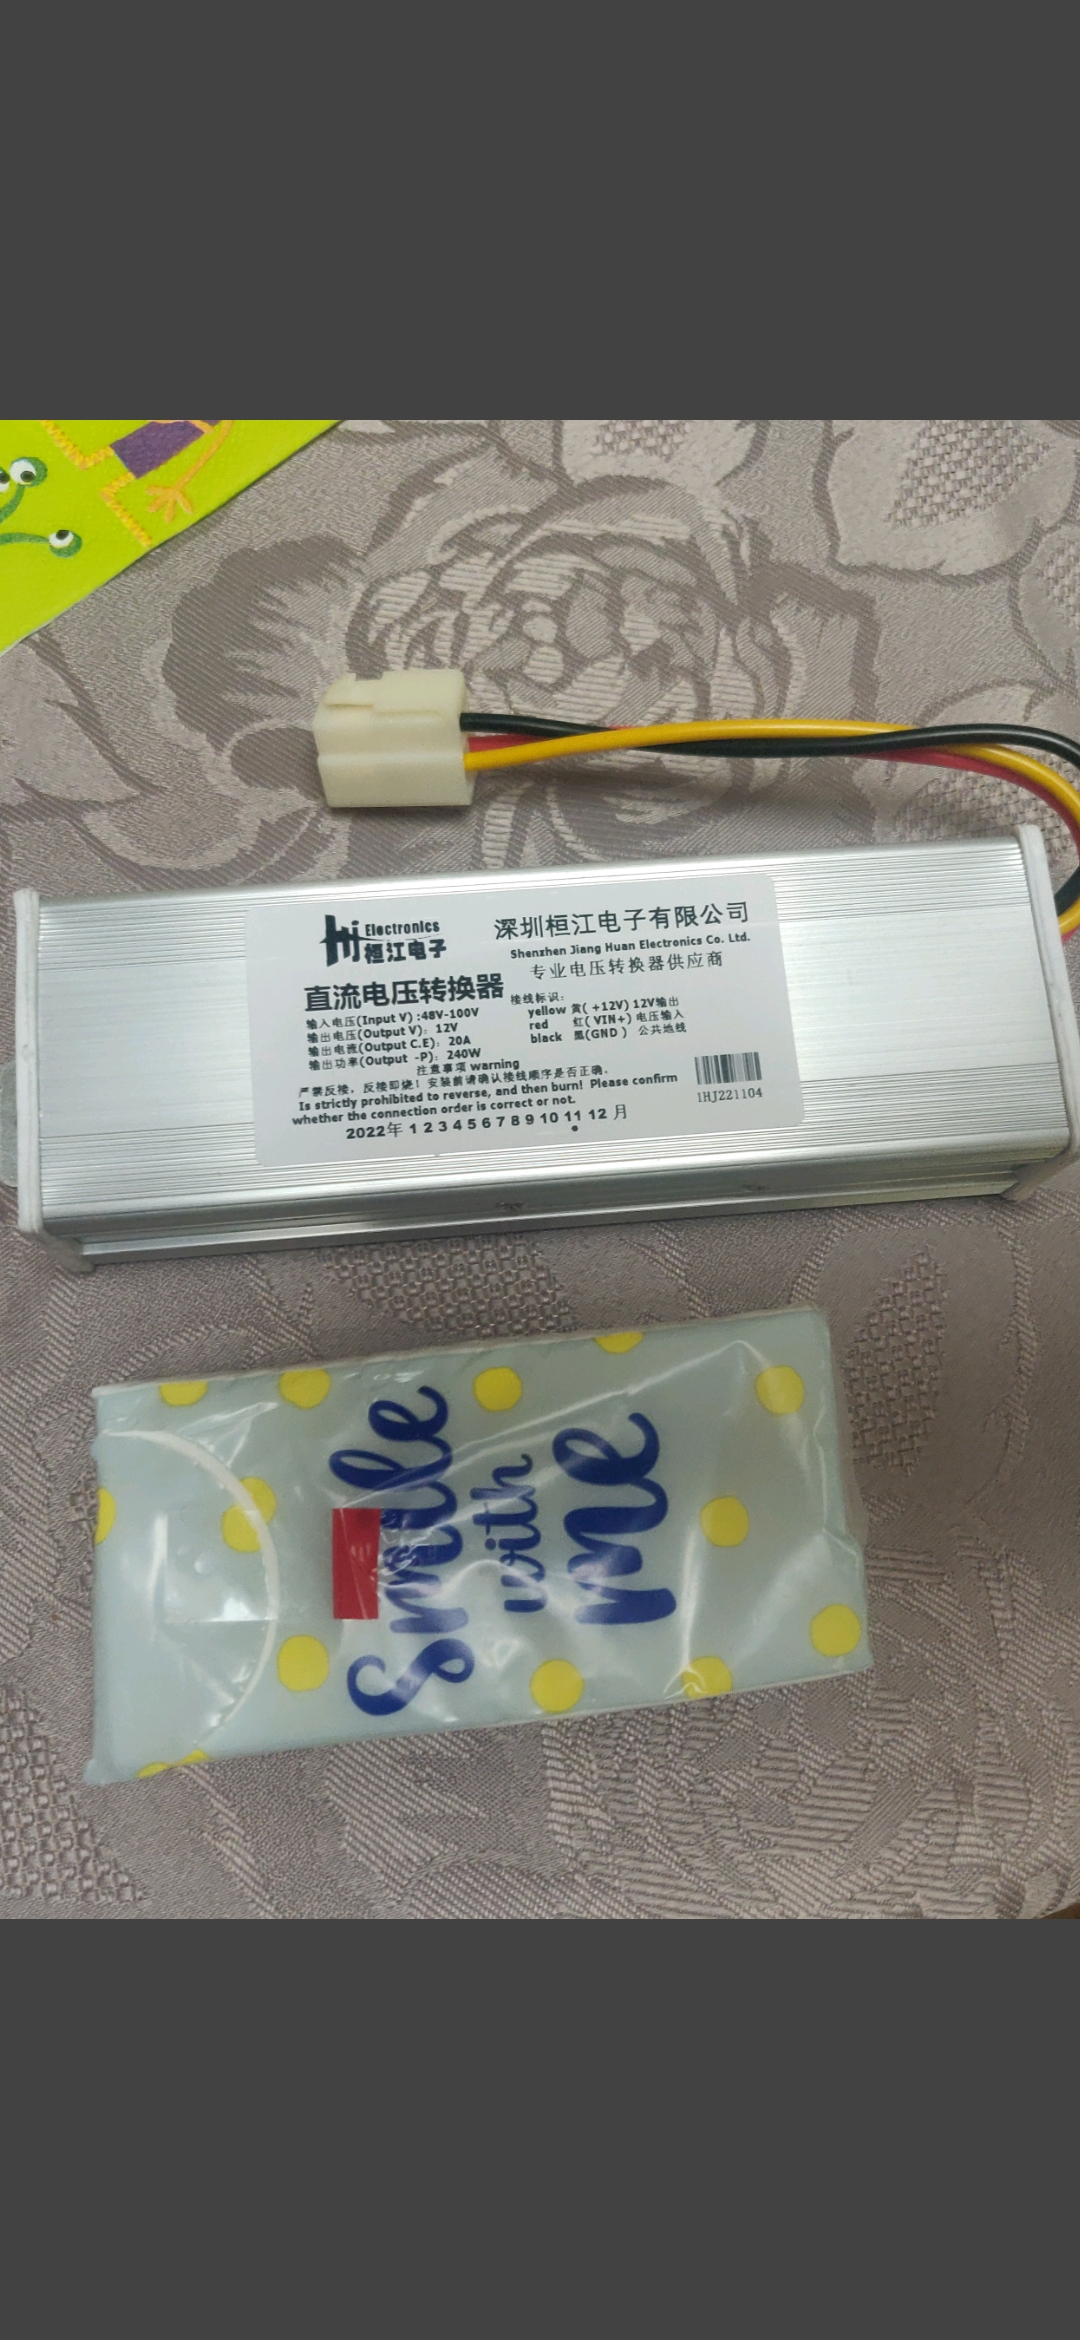 Hj Electronics
桓江电子
深圳桓江电子有限公司
Shenzhen Jiang Huan Electronics Co. Ltd.
专业电压转换器供应商
直流电压转换器
输入电压(Input V):48V-100V
输出电压(Output V): 12V
输出电流(Output C.E): 20A
输出功率(Output -P): 240W
接线标识:
yellow 黄( +12V) 12V输出
red 红( VIN+) 电压输入
black 黑(GND ) 公共地线
注意事项 warning
严禁反接,反接即烧!安装前请确认接线顺序是否正确.
Is strictly prohibited to reverse, and then burn! Please confirm
whether the connection order is correct or not.
2022年 1 2 3 4 5 6 7 8 9 10 11 12 月
1HJ221104
Smile
with
me